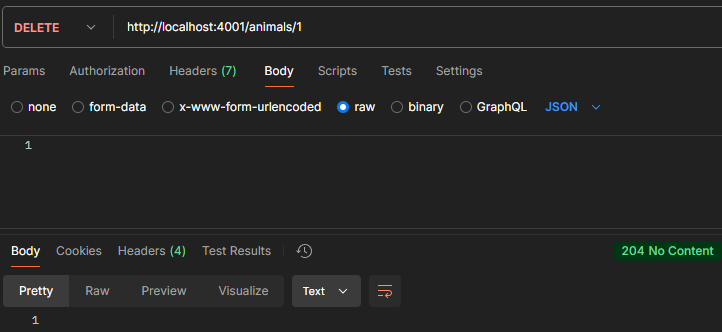 DELETE http://localhost:4001/animals/1
Params Authorization Headers (7) Body Scripts Tests Settings
none form-data x-www-form-urlencoded raw binary GraphQL JSON
1
Body Cookies Headers (4) Test Results 204 No Content
Pretty Raw Preview Visualize Text
1